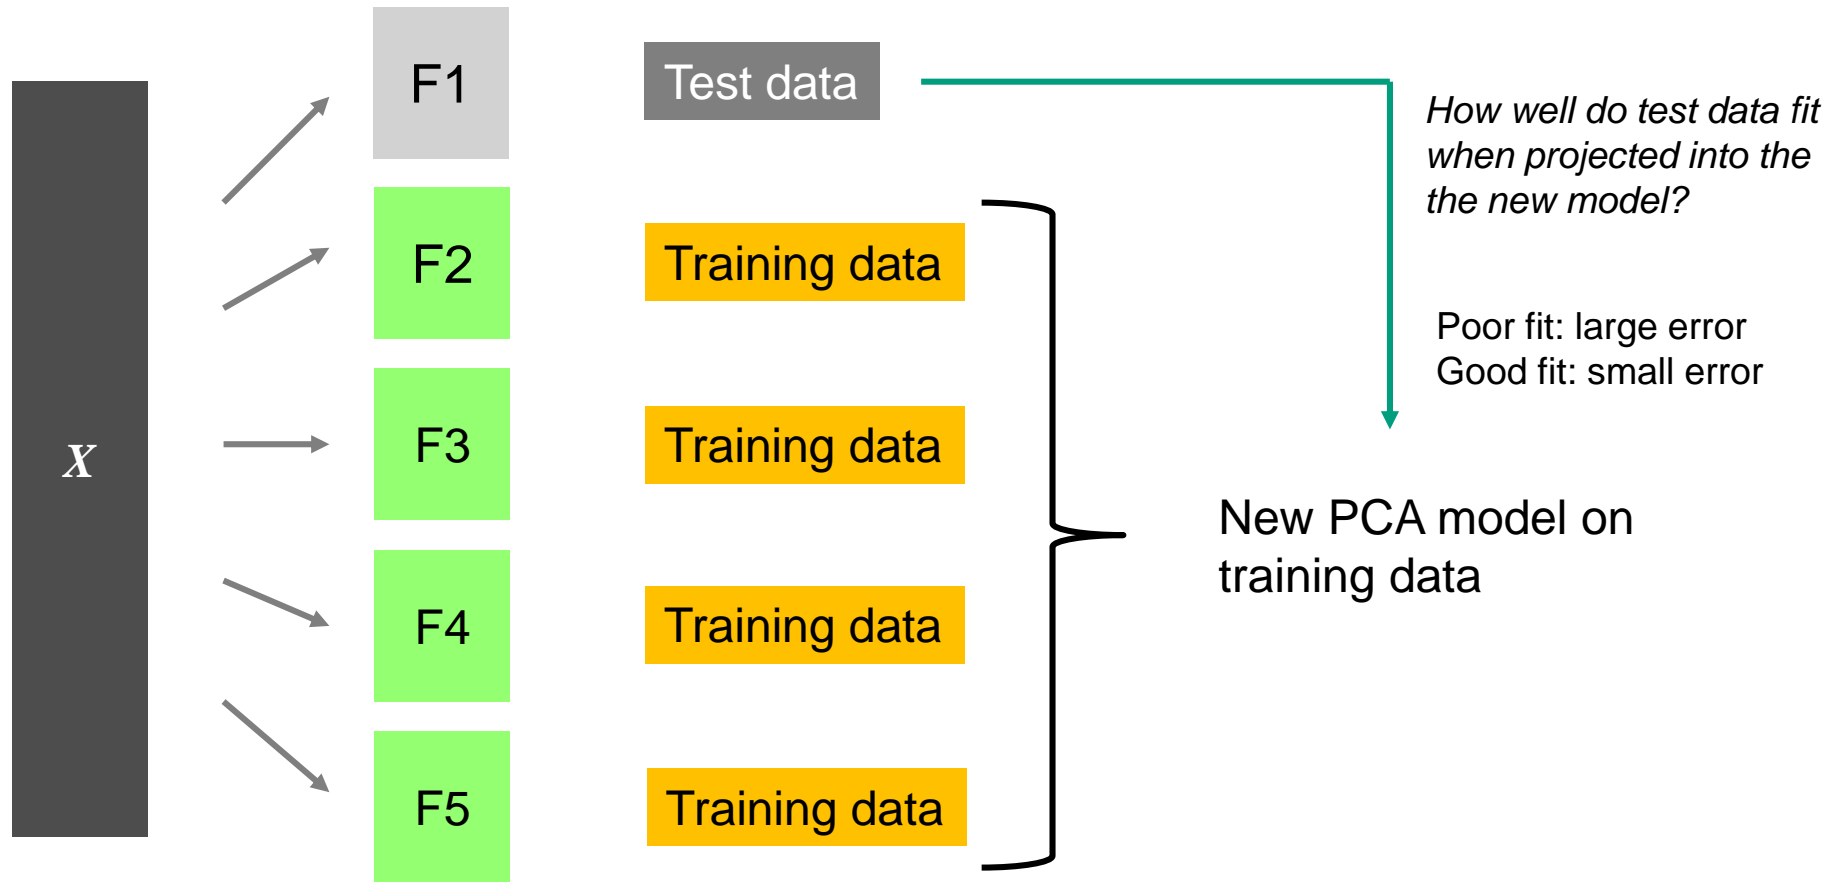 X
F1
Test data
How well do test data fit
when projected into the
the new model?
F2
Training data
Poor fit: large error
Good fit: small error
F3
Training data
New PCA model on
training data
F4
Training data
F5
Training data